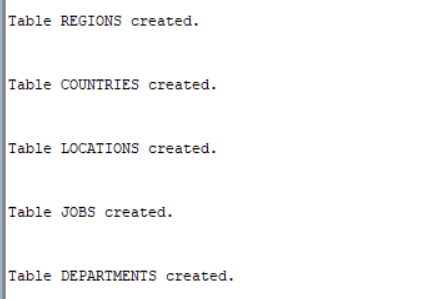 Table REGIONS created.
Table COUNTRIES created.
Table LOCATIONS created.
Table JOBS created.
Table DEPARTMENTS created.